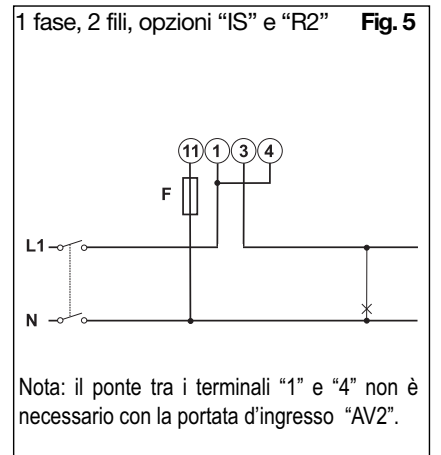 1 fase, 2 fili, opzioni “IS” e “R2” Fig. 5
11 1 3 4
F
L1
N
Nota: il ponte tra i terminali “1” e “4” non è
necessario con la portata d’ingresso “AV2”.